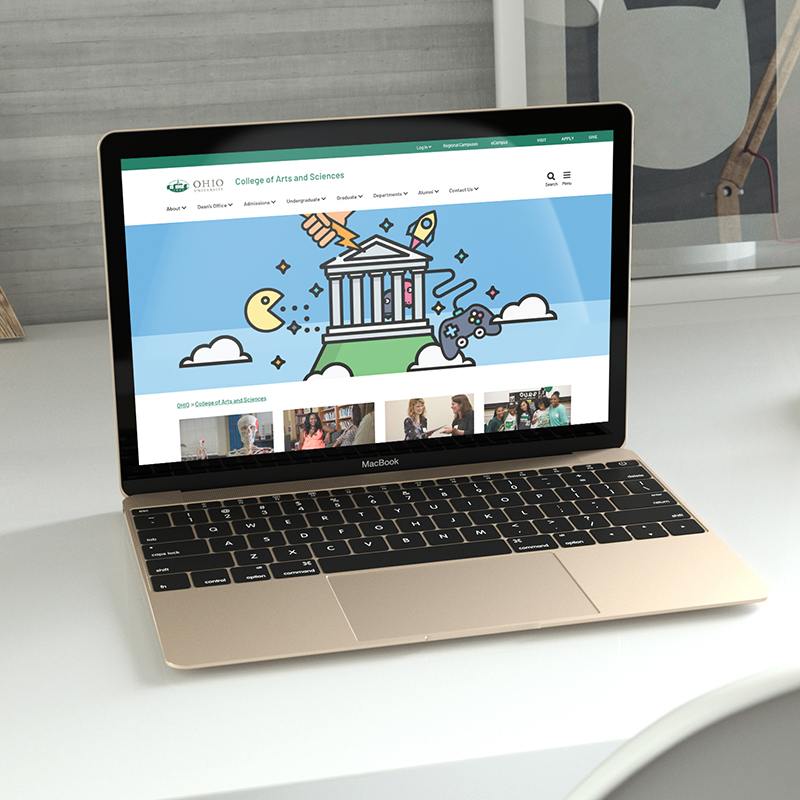 Log In Regional Campuses eCampus VISIT APPLY GIVE
OHIO
UNIVERSITY
College of Arts and Sciences
Search Menu
About Dean's Office Admissions Undergraduate Graduate Departments Alumni Contact Us
OHIO > College of Arts and Sciences
MacBook
esc
delete
tab Q W E R T Y U I O P
caps lock A S D F G H J K L
enter
return
shift Z X C V B N M
shift
fn control option command
command option